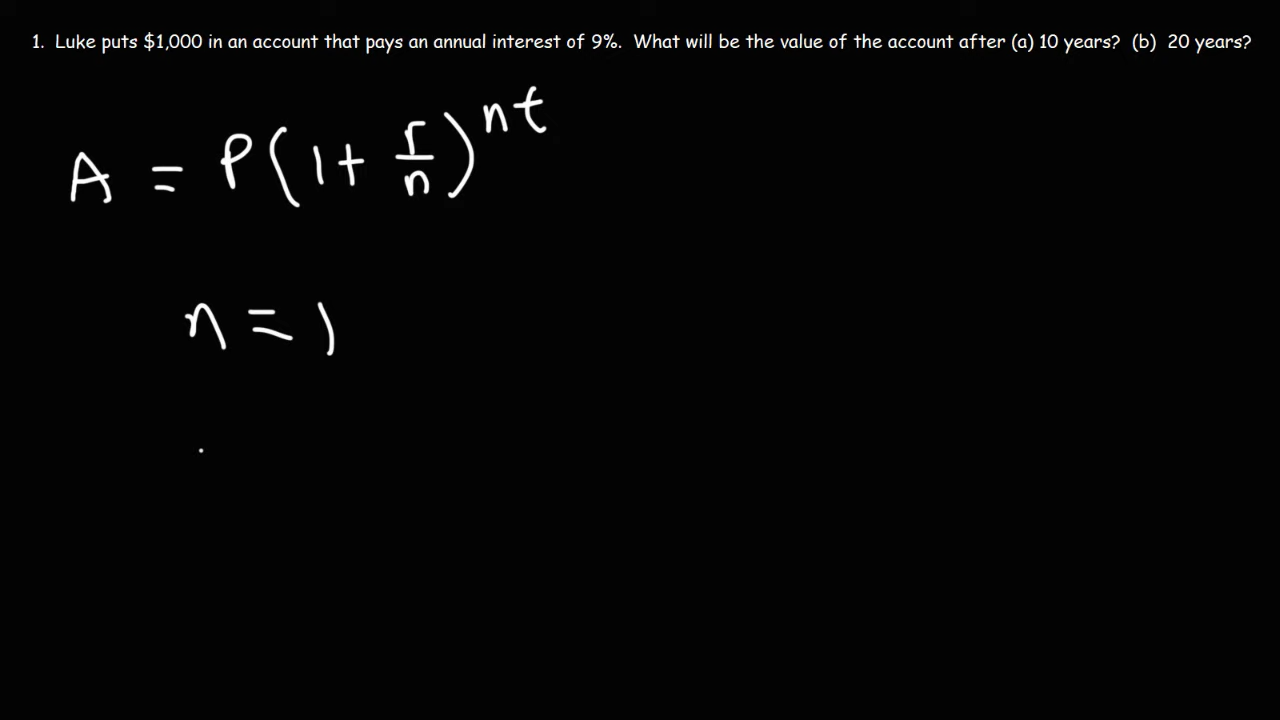 1. Luke puts $1,000 in an account that pays an annual interest of 9%. What will be the value of the account after (a) 10 years? (b) 20 years?
A = P(1 + r/n)^nt
n = 1